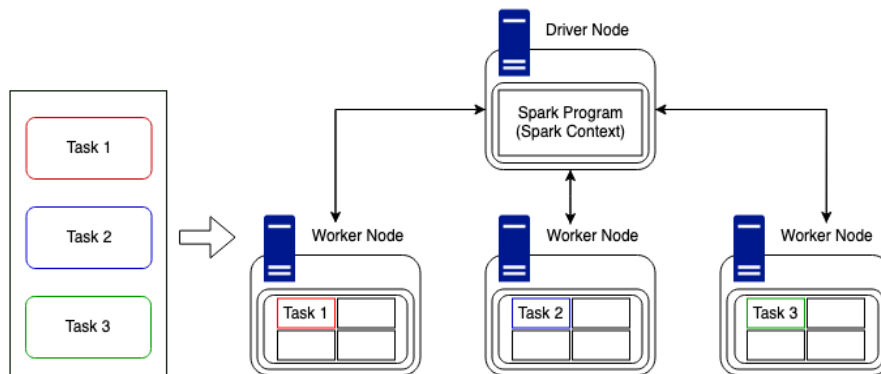 Driver Node
Spark Program
(Spark Context)
Task 1
Task 2
Task 3
Worker Node
Worker Node
Worker Node
Task 1
Task 2
Task 3